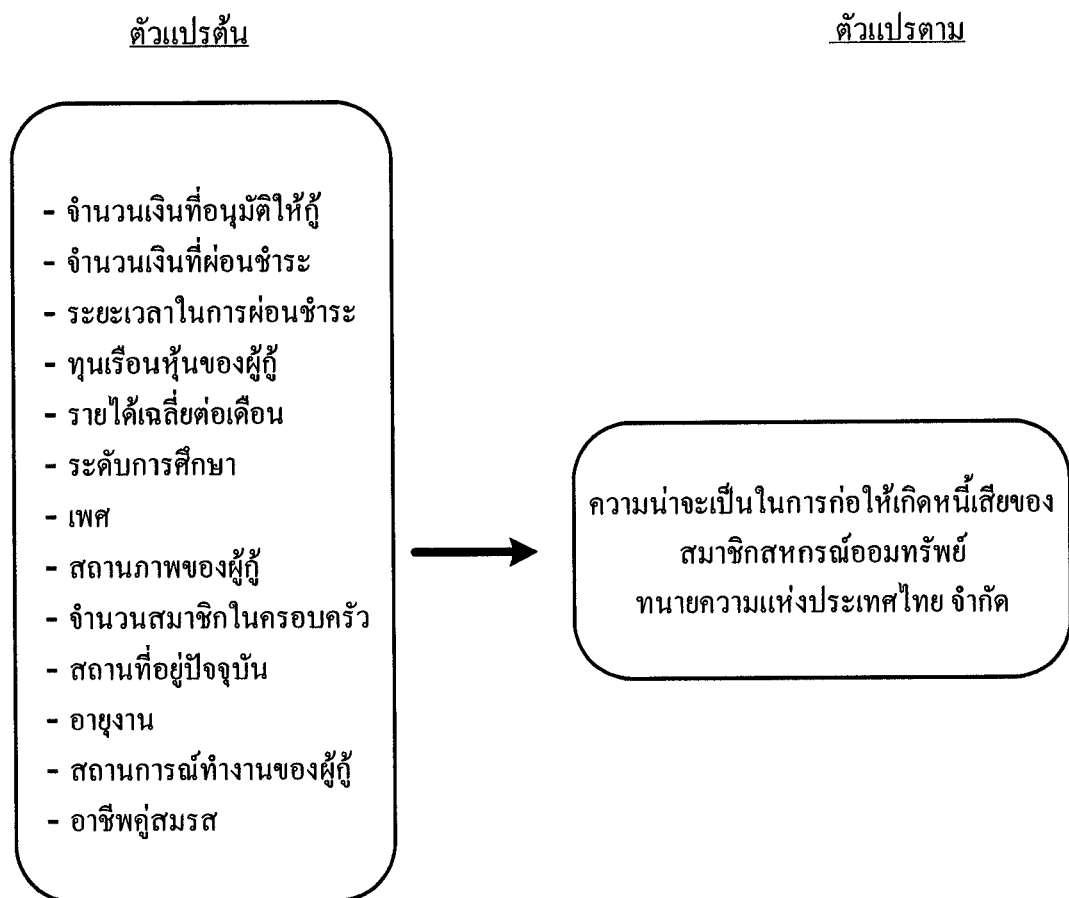 ตัวแปรต้น
ตัวแปรตาม
- จำนวนเงินที่อนุมัติให้กู้
- จำนวนเงินที่ผ่อนชำระ
- ระยะเวลาในการผ่อนชำระ
- ทุนเรือนหุ้นของผู้กู้
- รายได้เฉลี่ยต่อเดือน
- ระดับการศึกษา
- เพศ
- สถานภาพของผู้กู้
- จำนวนสมาชิกในครอบครัว
- สถานที่อยู่ปัจจุบัน
- อายุงาน
- สถานการณ์ทำงานของผู้กู้
- อาชีพคู่สมรส
ความน่าจะเป็นในการก่อให้เกิดหนี้เสียของ
สมาชิกสหกรณ์ออมทรัพย์
ทนายความแห่งประเทศไทย จำกัด